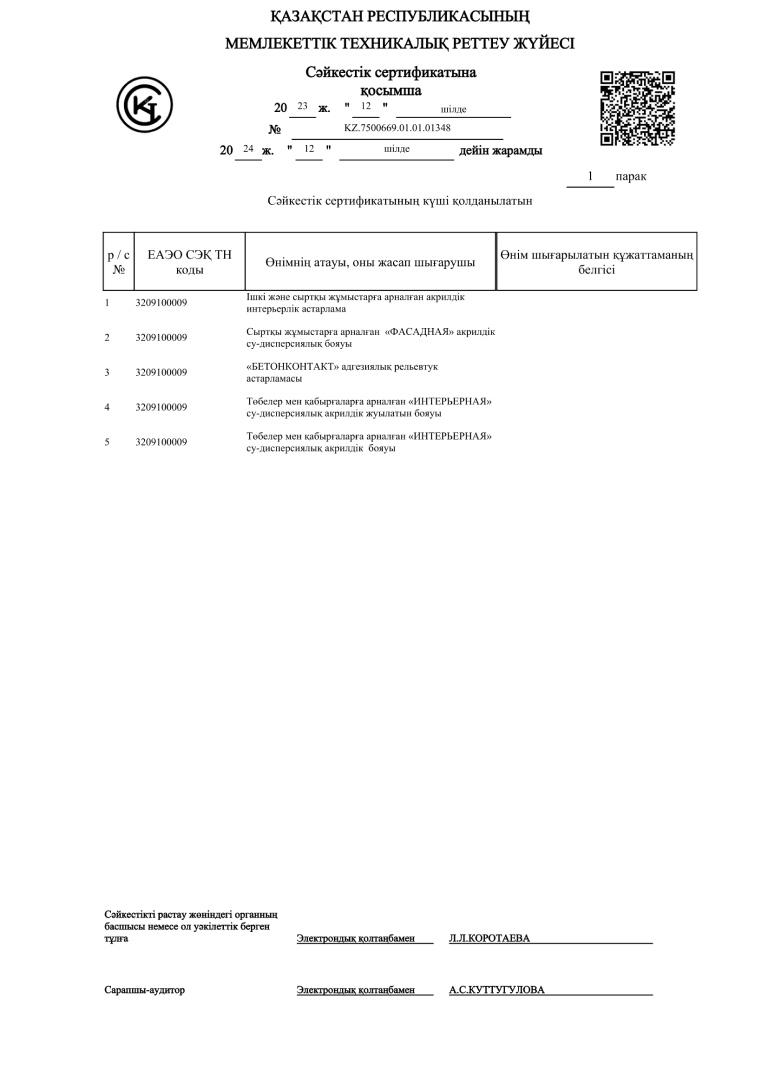 ҚАЗАҚСТАН РЕСПУБЛИКАСЫНЫҢ
МЕМЛЕКЕТТІК ТЕХНИКАЛЫҚ РЕТТЕУ ЖҮЙЕСІ
Сәйкестік сертификатына
қосымша
20 23 ж. " 12 " шілде
№ KZ.7500669.01.01.01348
20 24 ж. " 12 " шілде дейін жарамды
1 парак
Сәйкестік сертификатының күші қолданылатын
р / с № ЕАЭО СЭҚ ТН коды Өнімнің атауы, оны жасап шығарушы Өнім шығарылатын құжаттаманың белгісі
1 3209100009 Ішкі және сыртқы жұмыстарға арналған акрилдік
интерьерлік астарлама
2 3209100009 Сыртқы жұмыстарға арналған «ФАСАДНАЯ» акрилдік
су-дисперсиялық бояуы
3 3209100009 «БЕТОНКОНТАКТ» адгезиялық рельевтук
астарламасы
4 3209100009 Төбелер мен қабырғаларға арналған «ИНТЕРЬЕРНАЯ»
су-дисперсиялық акрилдік жуылатын бояуы
5 3209100009 Төбелер мен қабырғаларға арналған «ИНТЕРЬЕРНАЯ»
су-дисперсиялық акрилдік бояуы
Сәйкестікті растау жөніндегі органның
басшысы немесе ол уәкілеттік берген
тұлға Электрондық қолтаңбамен Л.Л.КОРОТАЕВА
Сарапшы-аудитор Электрондық қолтаңбамен А.С.КУТТУГУЛОВА